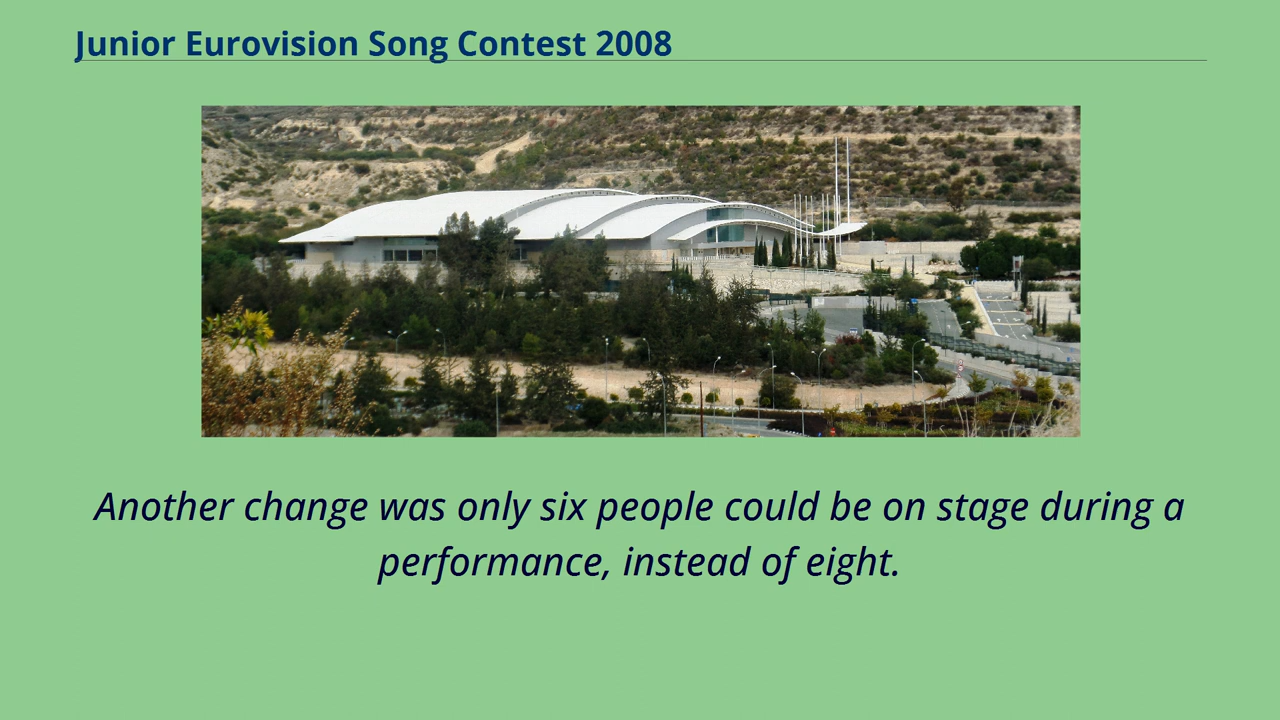 Junior Eurovision Song Contest 2008
Another change was only six people could be on stage during a
performance, instead of eight.